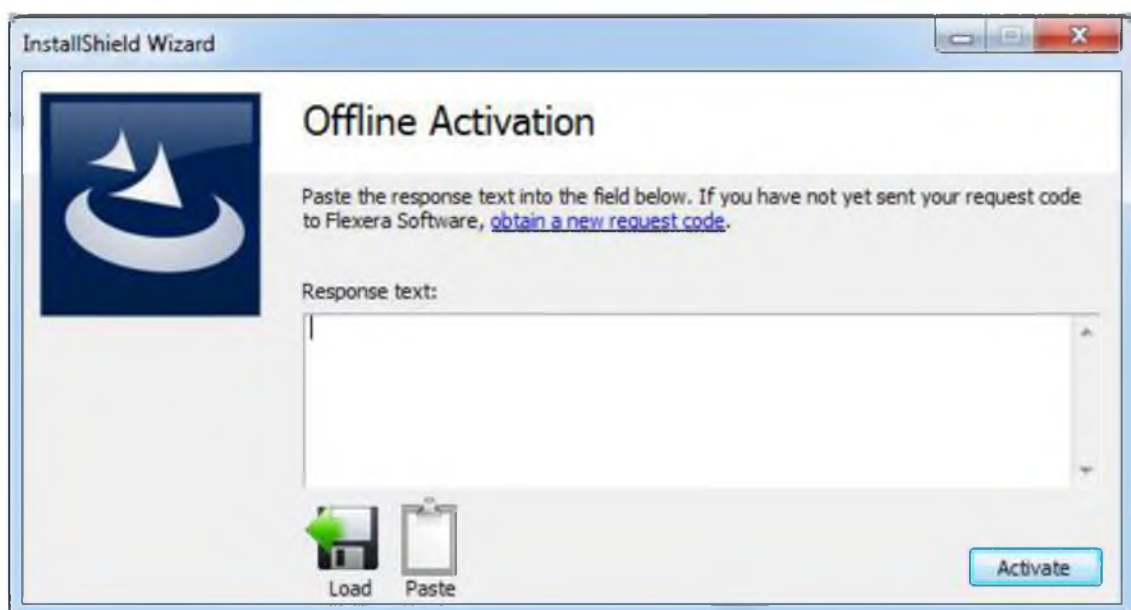 InstallShield Wizard
Offline Activation
Paste the response text into the field below. If you have not yet sent your request code
to Flexera Software, obtain a new request code.
Response text:
Load Paste
Activate